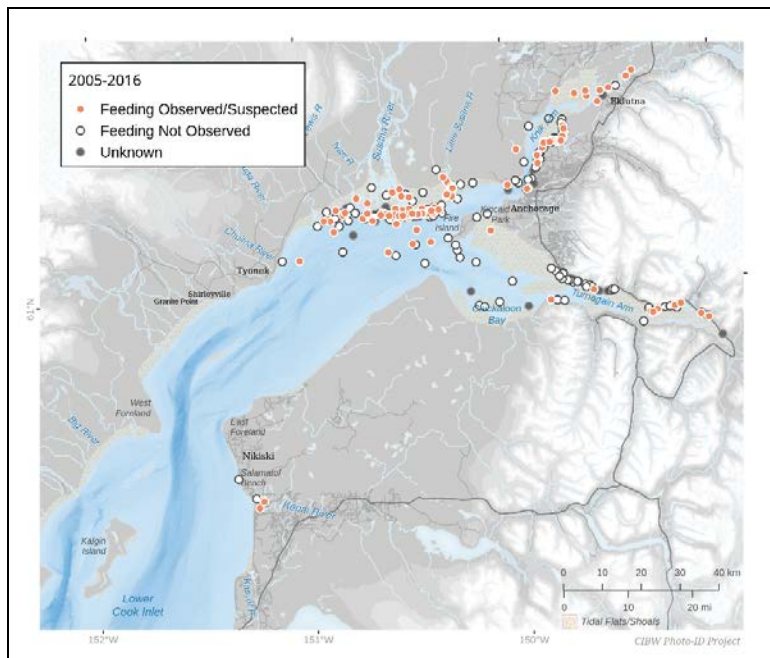 2005-2016
Feeding Observed/Suspected
Feeding Not Observed
Unknown
Lewis R
Ivan R
Susitna River
Little Susitna R
Knik Arm
Eklutna
Anchorage
Kincaid
Park
Fire
Island
Chuitna River
Tyonek
Shirleyville
Granite Point
Turnagain Arm
Chickaloon
Bay
61°N
West
Foreland
East
Foreland
Big River
Nikiski
Salamatof
Kenai River
Kalgin
Island
Kasilof R
Lower
Cook Inlet
0 10 20 30 40 km
0 10 20 mi
Tidal Flats/Shoals
152°W
151°W
150°W
CIBW Photo-ID Project